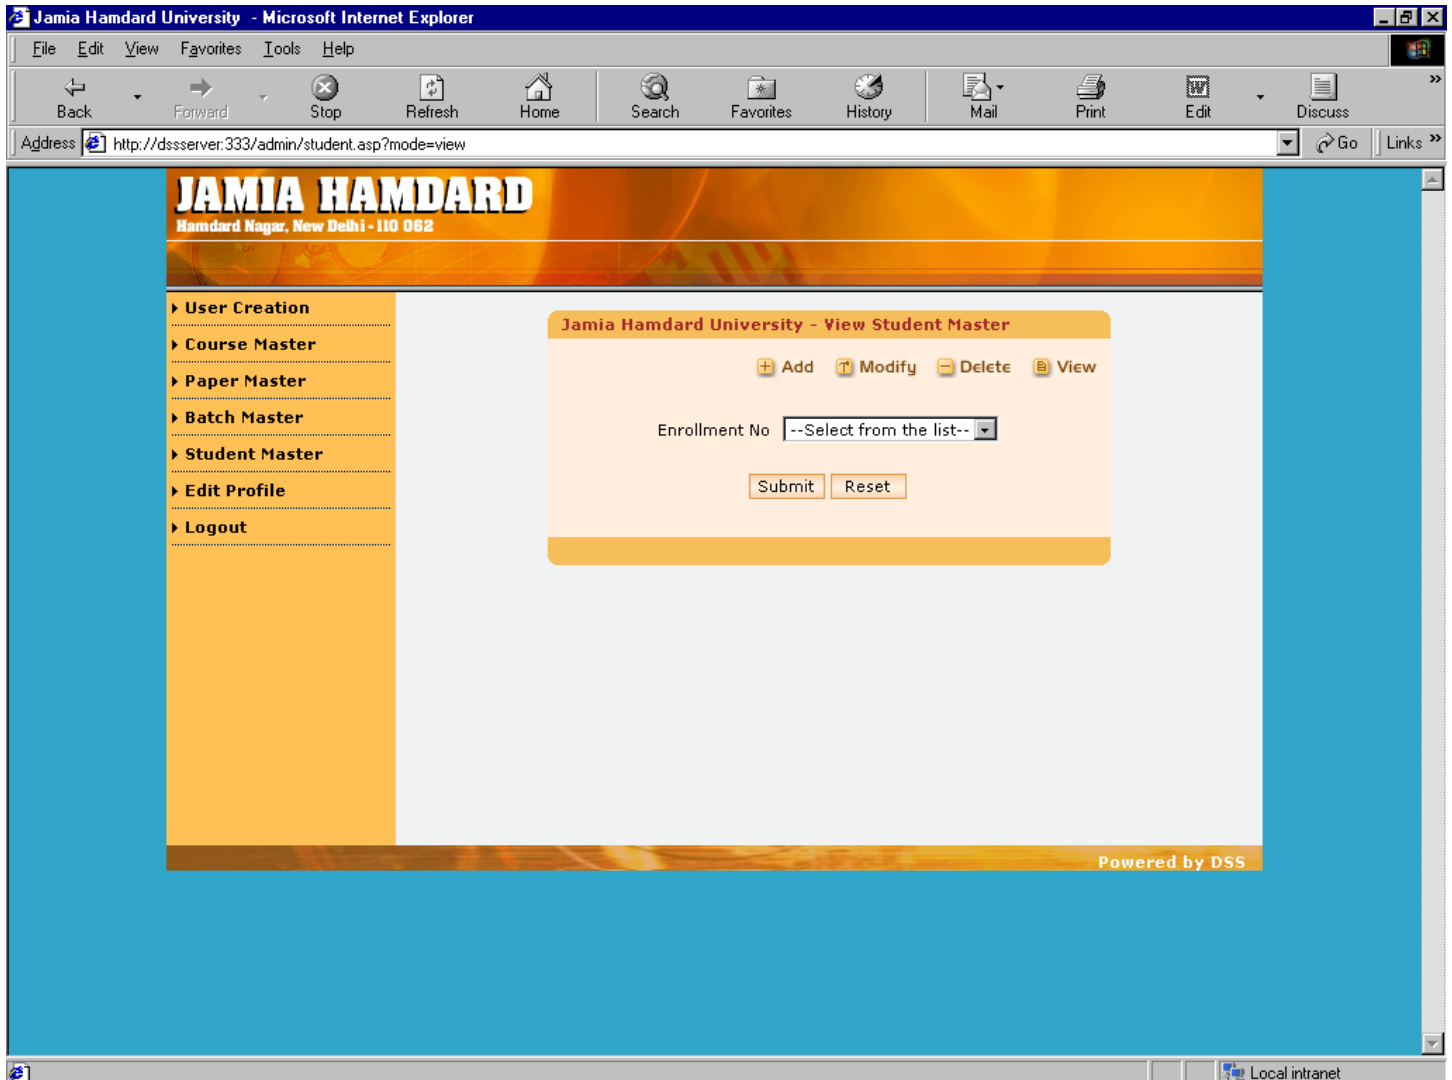 Jamia Hamdard University - Microsoft Internet Explorer
File Edit View Favorites Tools Help
Back Forward Stop Refresh Home Search Favorites History Mail Print Edit Discuss »
Address http://dssserver:333/admin/student.asp?mode=view Go Links »
JAMIA HAMDARD
Hamdard Nagar, New Delhi - 110 062
User Creation
Course Master
Paper Master
Batch Master
Student Master
Edit Profile
Logout
Jamia Hamdard University - View Student Master
Add Modify Delete View
Enrollment No --Select from the list--
Submit Reset
Powered by DSS
Local intranet